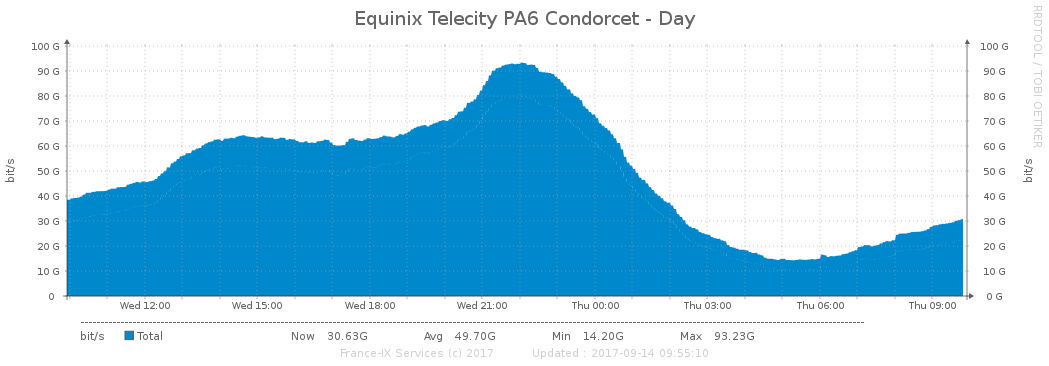 Equinix Telecity PA6 Condorcet - Day
RRDTOOL / TOBI OETIKER
100 G 100 G
90 G 90 G
80 G 80 G
70 G 70 G
60 G 60 G
50 G 50 G
40 G 40 G
30 G 30 G
20 G 20 G
10 G 10 G
0 0 G
bit/s bit/s
Wed 12:00 Wed 15:00 Wed 18:00 Wed 21:00 Thu 00:00 Thu 03:00 Thu 06:00 Thu 09:00
bit/s Total Now 30.63G Avg 49.70G Min 14.20G Max 93.23G
France-IX Services (c) 2017 Updated : 2017-09-14 09:55:10